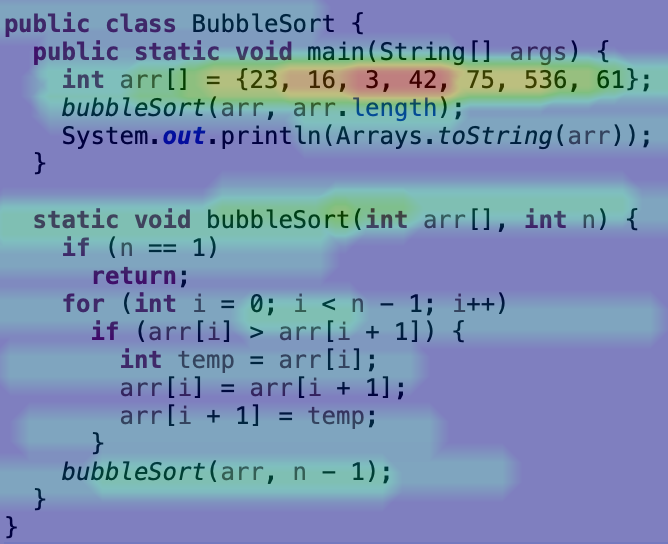 public class BubbleSort {
  public static void main(String[] args) {
    int arr[] = {23, 16, 3, 42, 75, 536, 61};
    bubbleSort(arr, arr.length);
    System.out.println(Arrays.toString(arr));
  }

  static void bubbleSort(int arr[], int n) {
    if (n == 1)
      return;
    for (int i = 0; i < n - 1; i++)
      if (arr[i] > arr[i + 1]) {
        int temp = arr[i];
        arr[i] = arr[i + 1];
        arr[i + 1] = temp;
      }
    bubbleSort(arr, n - 1);
  }
}